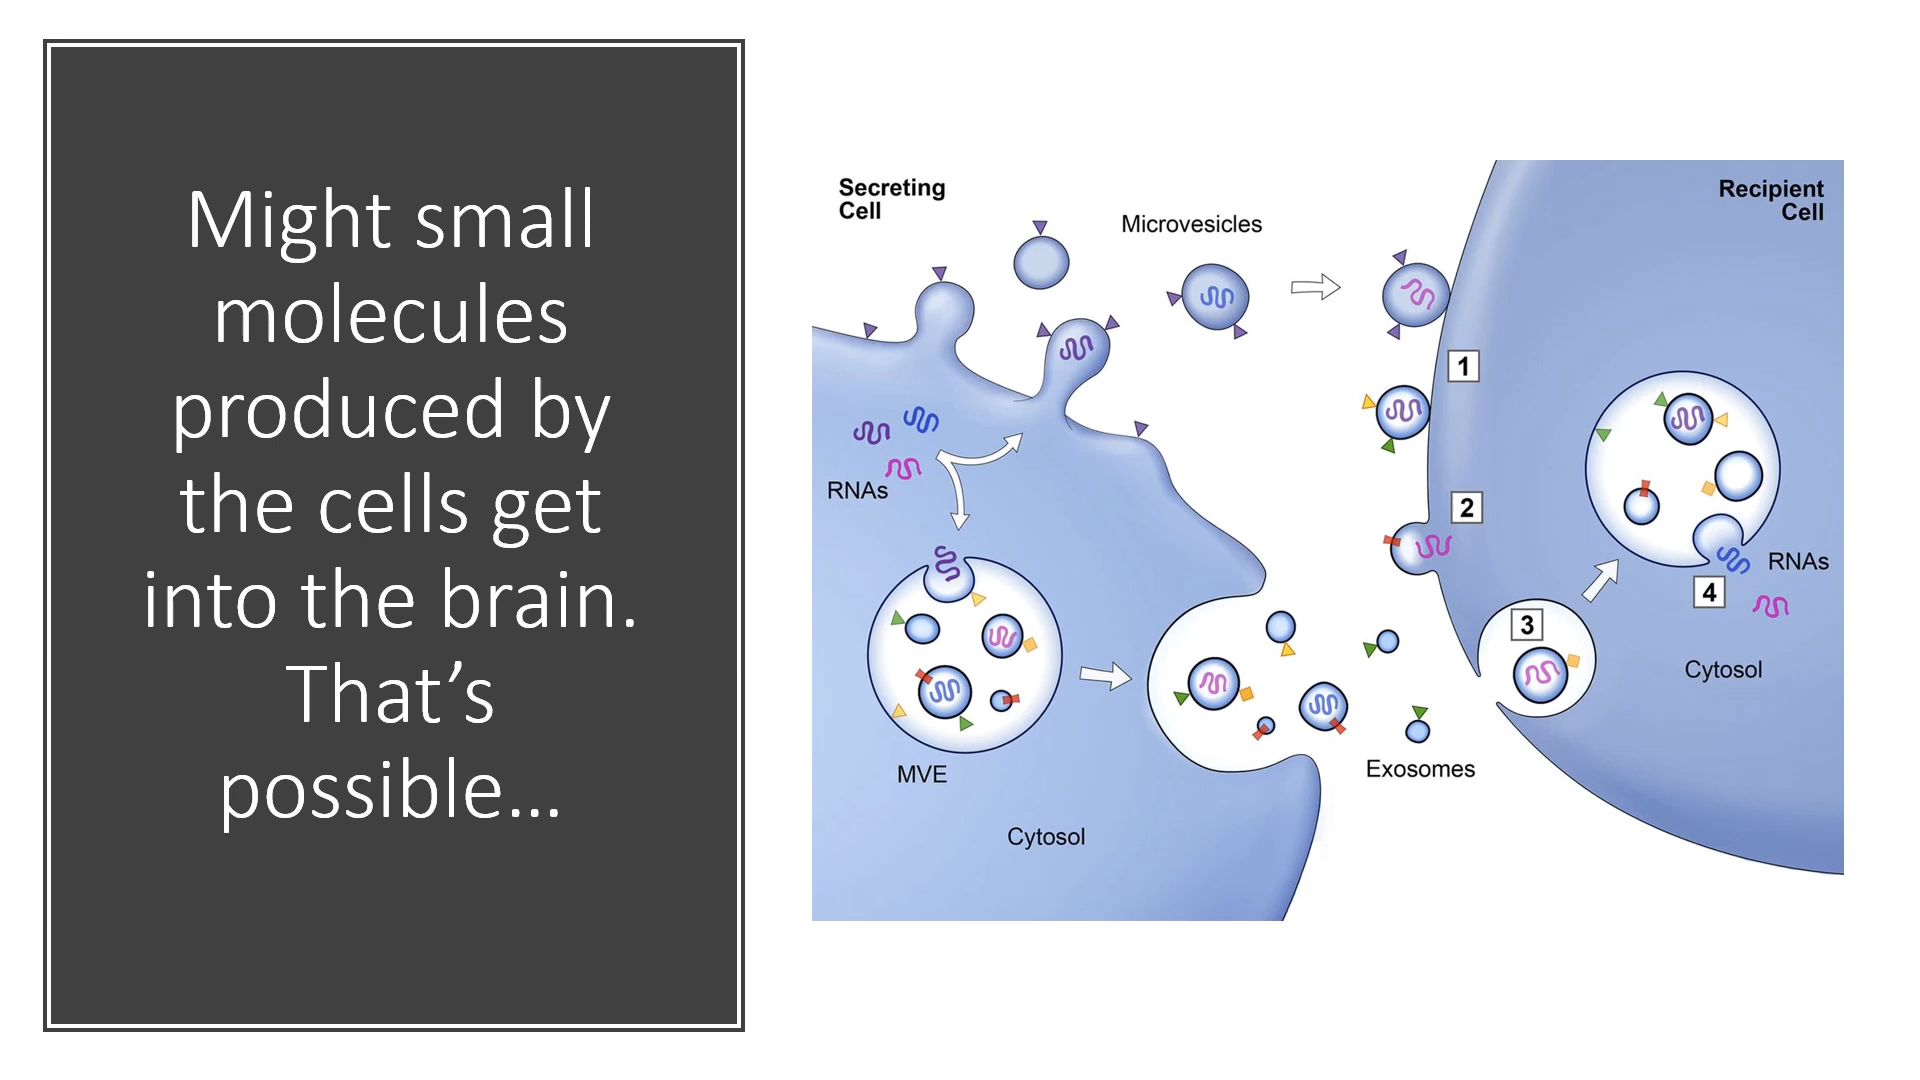 Might small
molecules
produced by
the cells get
into the brain.
That’s
possible…
Secreting
Cell
Microvesicles
Recipient
Cell
1
RNAs
2
RNAs
4
3
Cytosol
MVE
Exosomes
Cytosol